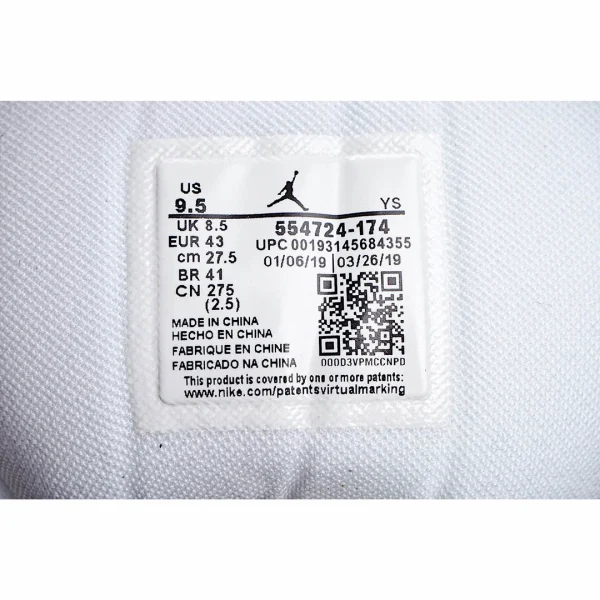 US
9.5
YS
UK 8.5
EUR 43
cm 27.5
BR 41
CN 275
(2.5)
554724-174
UPC 00193145684355
01/06/19 | 03/26/19
MADE IN CHINA
HECHO EN CHINA
FABRIQUE EN CHINE
FABRICADO NA CHINA
000D3VPMCCNPD
This product is covered by one or more patents:
www.nike.com/patentsvirtualmarking